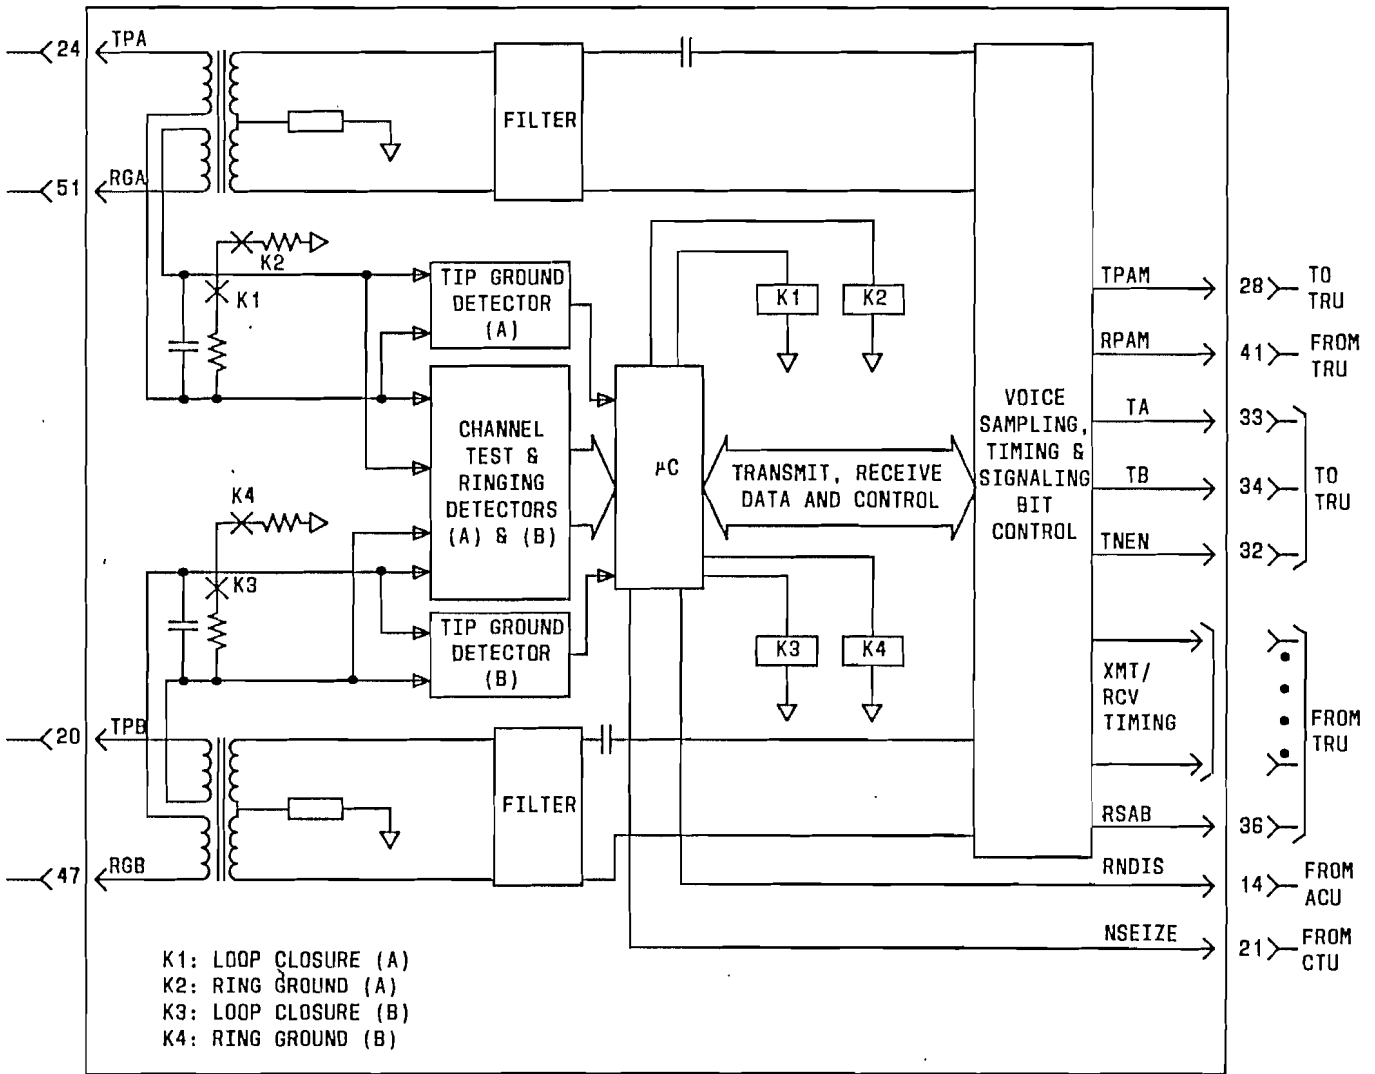 24 TPA
FILTER
51 RGA
K2
K1
TIP GROUND
DETECTOR
(A)
K1 K2
TPAM 28 TO
TRU
RPAM 41 FROM
TRU
CHANNEL
TEST &
RINGING
DETECTORS
(A) & (B)
μC
TRANSMIT, RECEIVE
DATA AND CONTROL
VOICE
SAMPLING,
TIMING &
SIGNALING
BIT
CONTROL
TA 33
TB 34
TNEN 32
TO
TRU
K4
K3
TIP GROUND
DETECTOR
(B)
K3 K4
XMT/
RCV
TIMING
FROM
TRU
20 TPB
FILTER
RSAB 36
47 RGB
RNDIS 14 FROM
ACU
NSEIZE 21 FROM
CTU
K1: LOOP CLOSURE (A)
K2: RING GROUND (A)
K3: LOOP CLOSURE (B)
K4: RING GROUND (B)